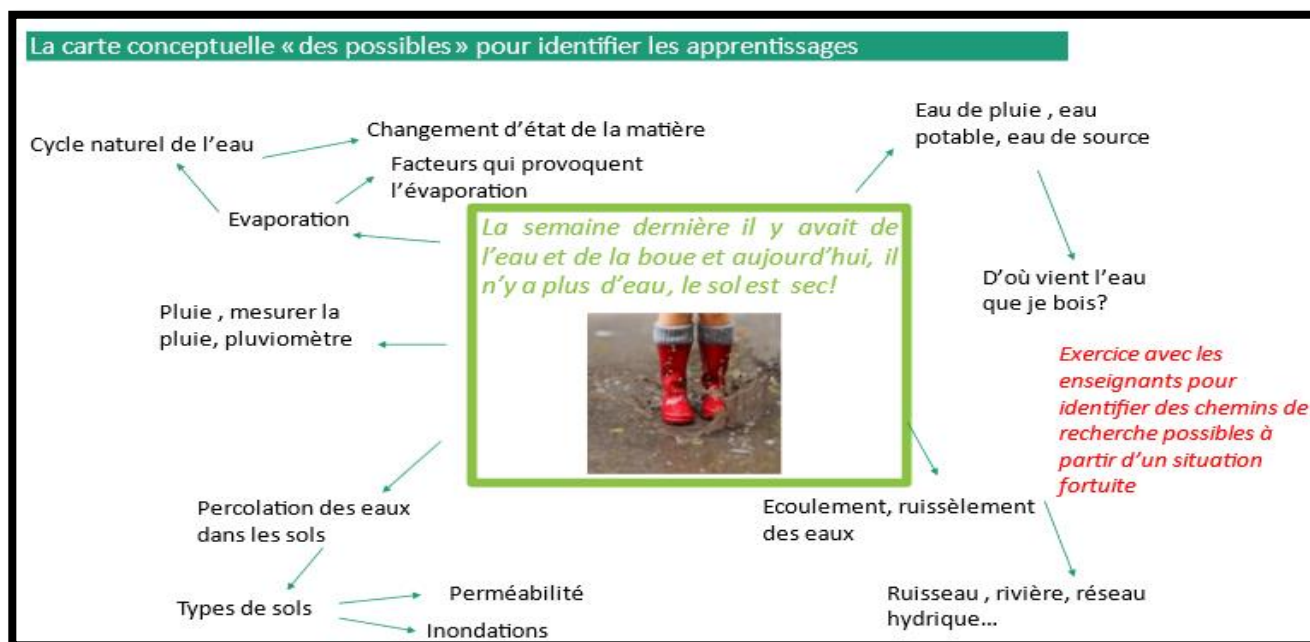 La carte conceptuelle « des possibles » pour identifier les apprentissages
Cycle naturel de l'eau
Changement d'état de la matière
Facteurs qui provoquent
l'évaporation
Evaporation
Eau de pluie , eau
potable, eau de source
La semaine dernière il y avait de
l'eau et de la boue et aujourd'hui, il
n'y a plus d'eau, le sol est sec!
D'où vient l'eau
que je bois?
Pluie , mesurer la
pluie, pluviomètre
Exercice avec les
enseignants pour
identifier des chemins de
recherche possibles à
partir d'un situation
fortuite
Percolation des eaux
dans les sols
Ecoulement, ruissèlement
des eaux
Types de sols
Perméabilité
Inondations
Ruisseau , rivière, réseau
hydrique...